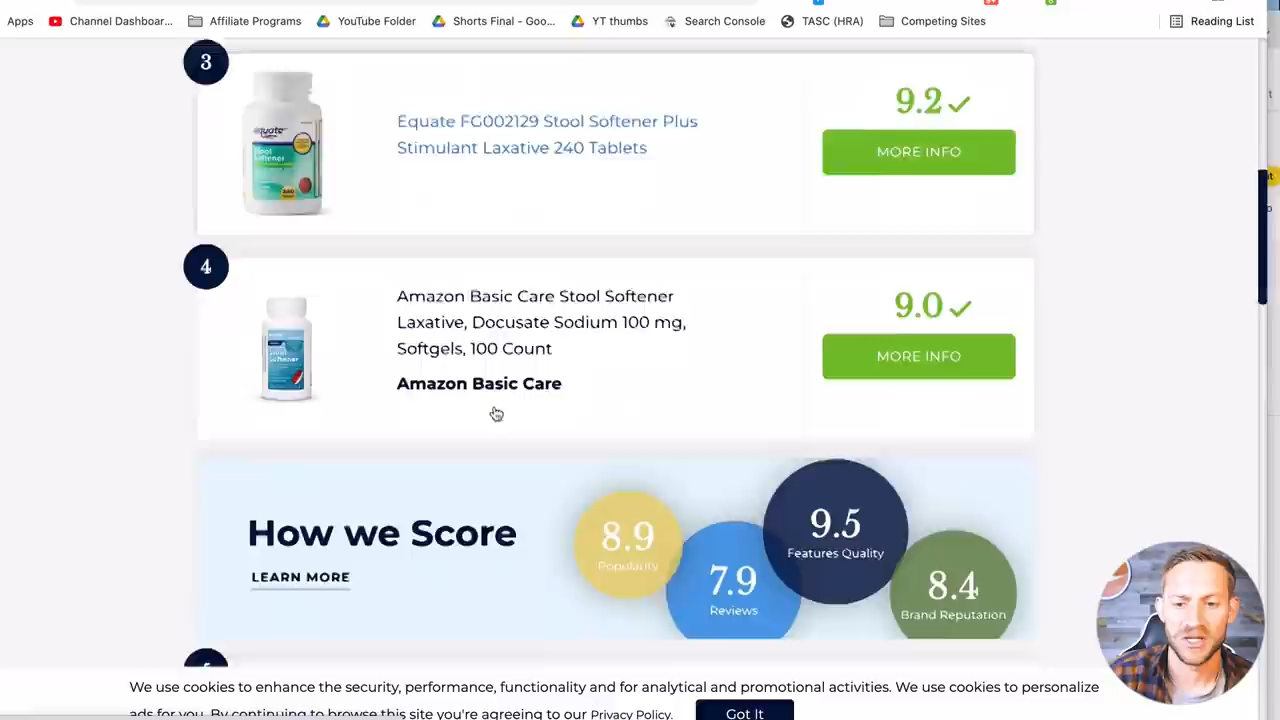 Apps
Channel Dashboar...
Affiliate Programs
YouTube Folder
Shorts Final - Goo...
YT thumbs
Search Console
TASC (HRA)
Competing Sites
Reading List
3
equate
Stool
Softener
Equate FG002129 Stool Softener Plus
Stimulant Laxative 240 Tablets
9.2
MORE INFO
4
Softener
Amazon Basic Care Stool Softener
Laxative, Docusate Sodium 100 mg,
Softgels, 100 Count
Amazon Basic Care
9.0
MORE INFO
How we Score
LEARN MORE
8.9
Popularity
7.9
Reviews
9.5
Features Quality
8.4
Brand Reputation
We use cookies to enhance the security, performance, functionality and for analytical and promotional activities. We use cookies to personalize
ads for you. By continuing to browse this site you're agreeing to our Privacy Policy.
Got It